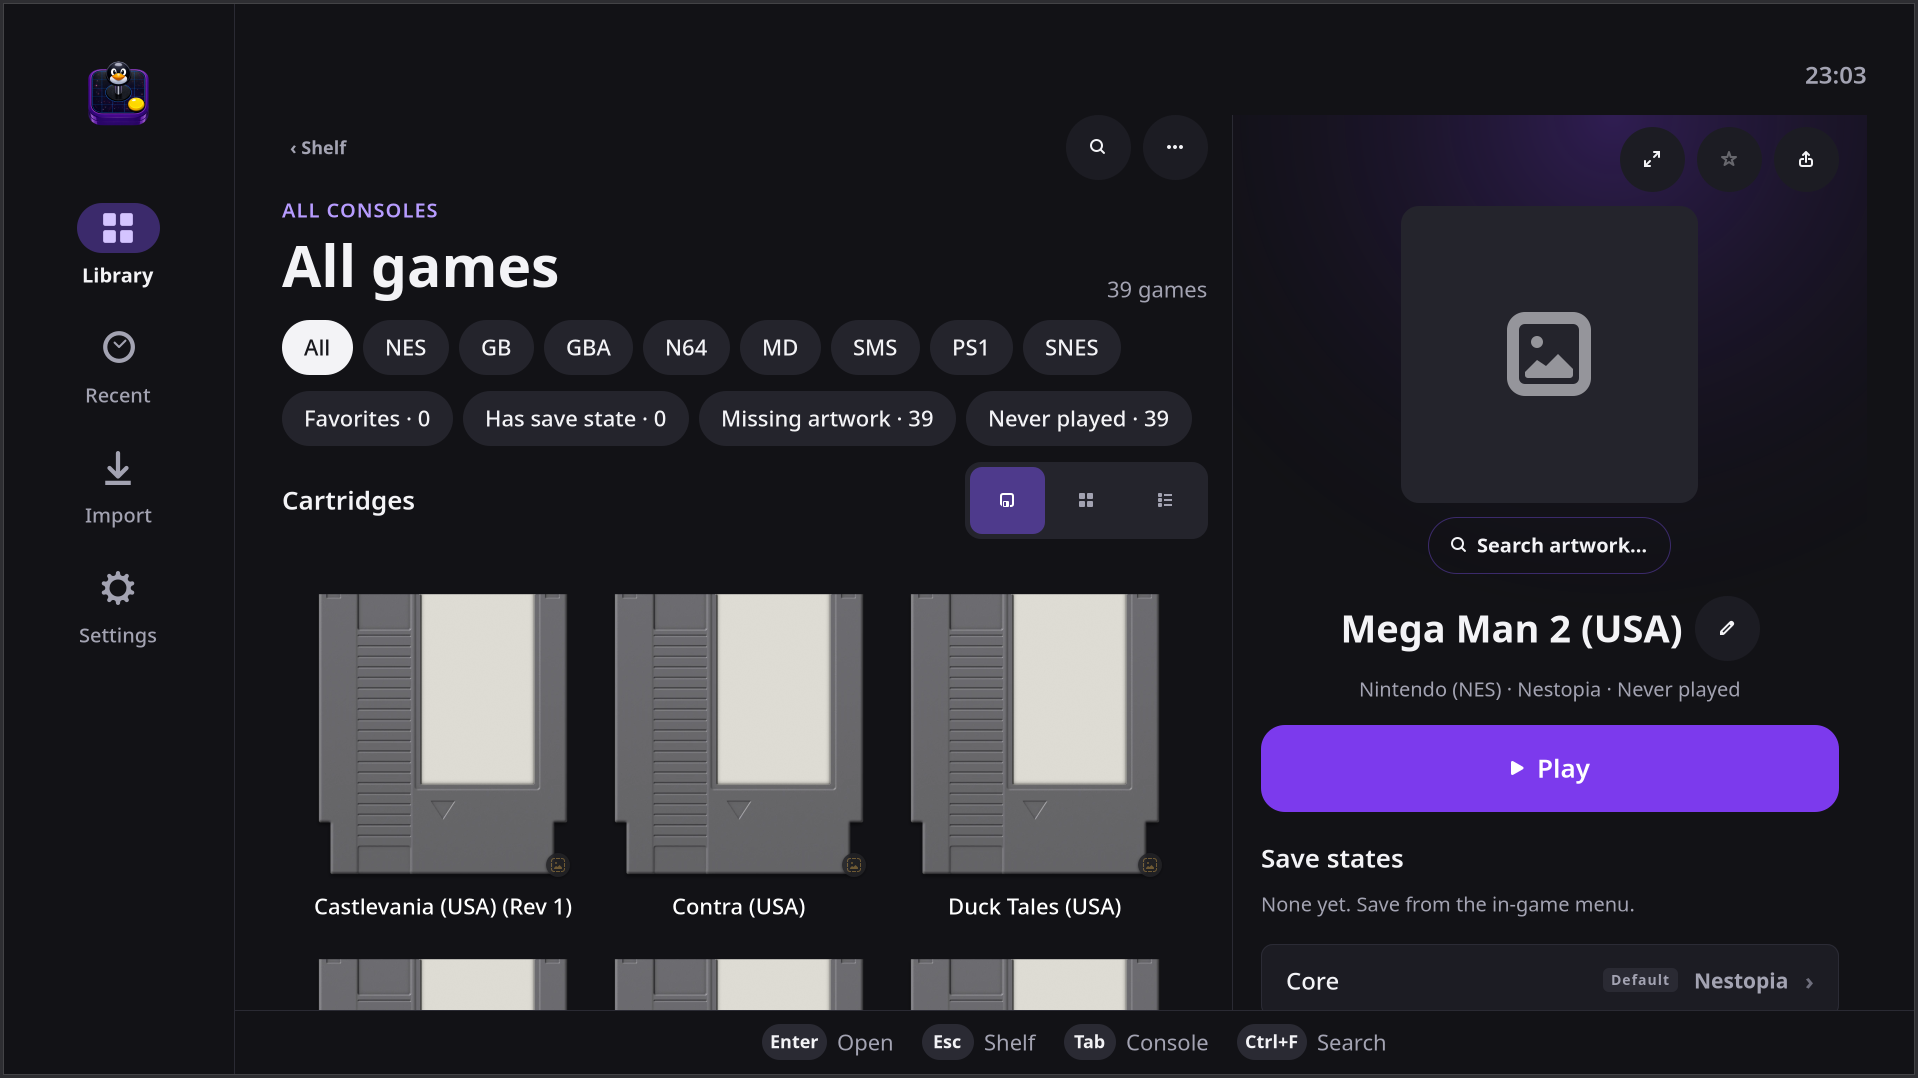 23:03
Library
Recent
Import
Settings
‹ Shelf
ALL CONSOLES
All games
39 games
All NES GB GBA N64 MD SMS PS1 SNES
Favorites · 0 Has save state · 0 Missing artwork · 39 Never played · 39
Cartridges
Castlevania (USA) (Rev 1) Contra (USA) Duck Tales (USA)
Search artwork...
Mega Man 2 (USA)
Nintendo (NES) · Nestopia · Never played
Play
Save states
None yet. Save from the in-game menu.
Core Default Nestopia ›
Enter Open Esc Shelf Tab Console Ctrl+F Search